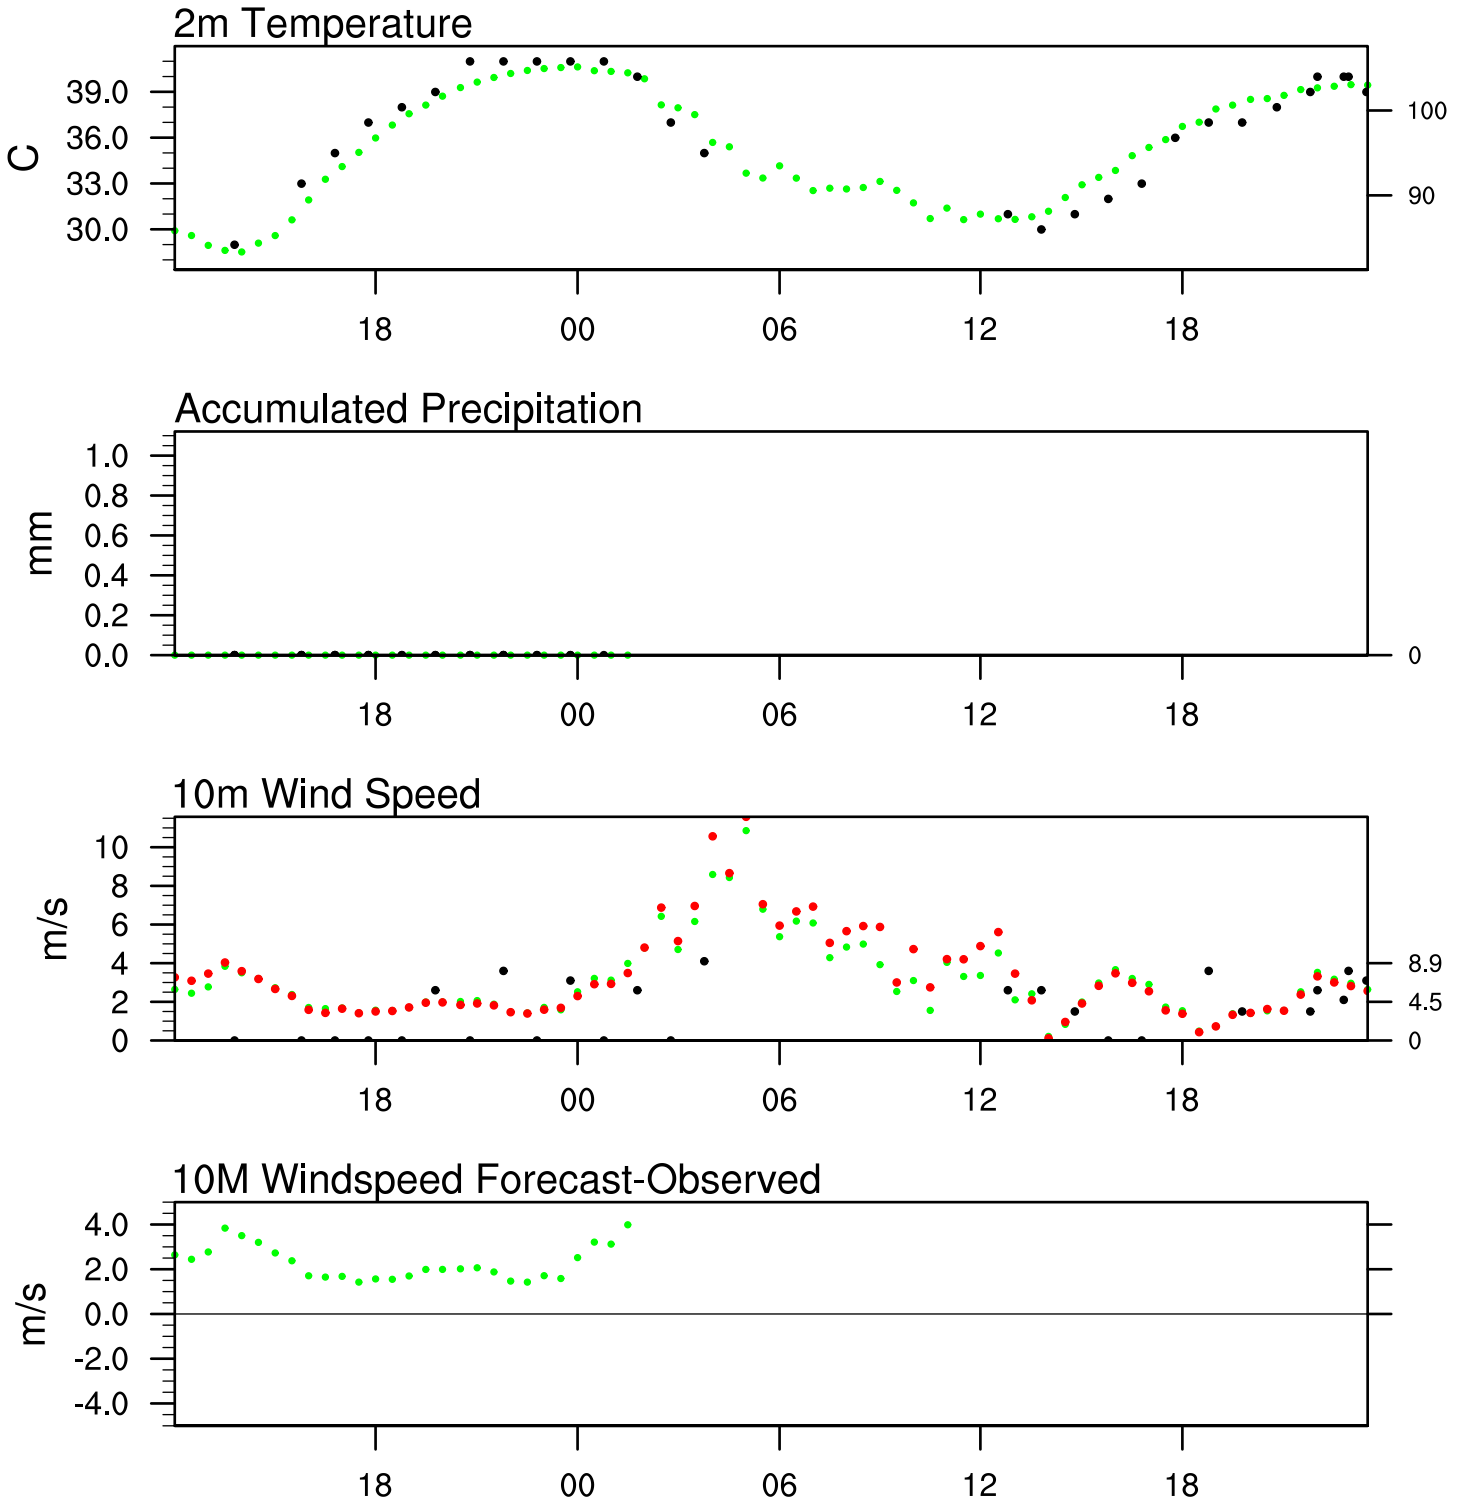 2m Temperature
C
39.0
36.0
33.0
30.0
100
90
18 00 06 12 18
Accumulated Precipitation
mm
1.0
0.8
0.6
0.4
0.2
0.0
0
18 00 06 12 18
10m Wind Speed
m/s
10
8
6
4
2
0
8.9
4.5
0
18 00 06 12 18
10M Windspeed Forecast-Observed
m/s
4.0
2.0
0.0
-2.0
-4.0
18 00 06 12 18